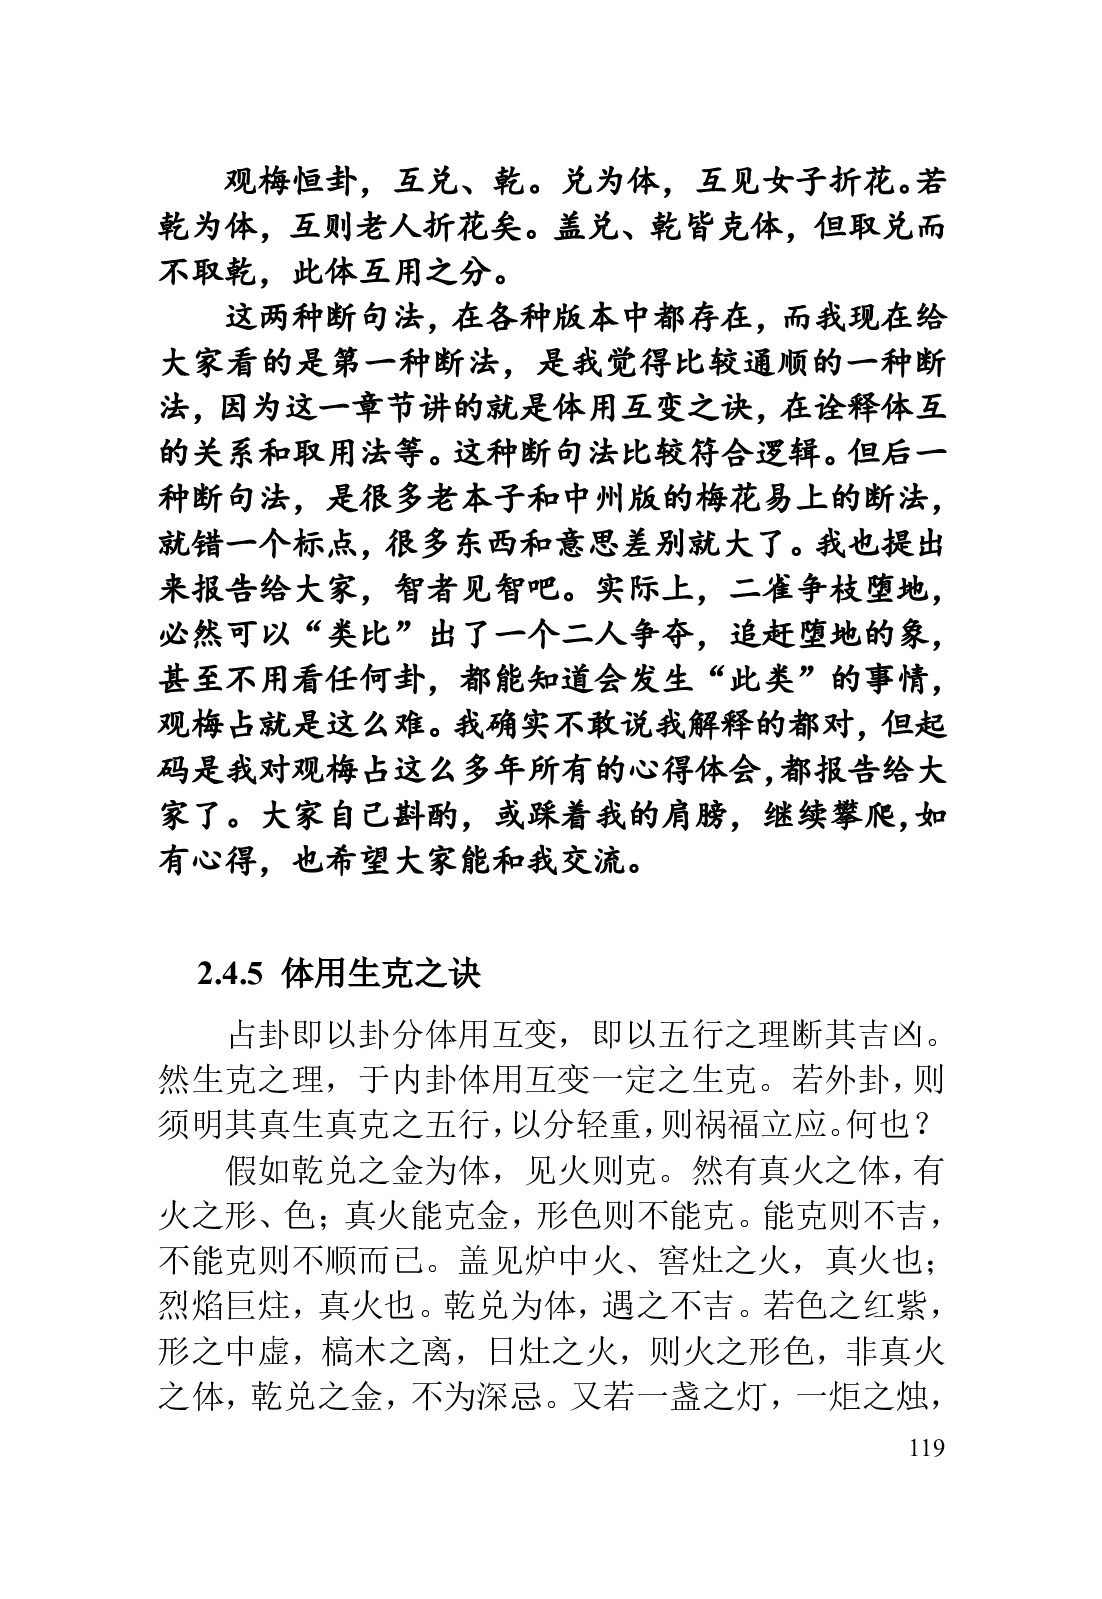 观梅恒卦，互兑、乾。兑为体，互见女子折花。若
乾为体，互则老人折花矣。盖兑、乾皆克体，但取兑而
不取乾，此体互用之分。
这两种断句法，在各种版本中都存在，而我现在给
大家看的是第一种断法，是我觉得比较通顺的一种断
法，因为这一章节讲的就是体用互变之诀，在诠释体互
的关系和取用法等。这种断句法比较符合逻辑。但后一
种断句法，是很多老本子和中州版的梅花易上的断法，
就错一个标点，很多东西和意思差别就大了。我也提出
来报告给大家，智者见智吧。实际上，二雀争枝堕地，
必然可以“类比”出了一个二人争夺，追赶堕地的象，
甚至不用看任何卦，都能知道会发生“此类”的事情，
观梅占就是这么难。我确实不敢说我解释的都对，但起
码是我对观梅占这么多年所有的心得体会，都报告给大
家了。大家自己斟酌，或踩着我的肩膀，继续攀爬，如
有心得，也希望大家能和我交流。
2.4.5 体用生克之诀
占卦即以卦分体用互变，即以五行之理断其吉凶。
然生克之理，于内卦体用互变一定之生克。若外卦，则
须明其真生真克之五行，以分轻重，则祸福立应。何也？
假如乾兑之金为体，见火则克。然有真火之体，有
火之形、色；真火能克金，形色则不能克。能克则不吉，
不能克则不顺而已。盖见炉中火、窖灶之火，真火也；
烈焰巨炷，真火也。乾兑为体，遇之不吉。若色之红紫，
形之中虚，槁木之离，日灶之火，则火之形色，非真火
之体，乾兑之金，不为深忌。又若一盏之灯，一炬之烛，
119